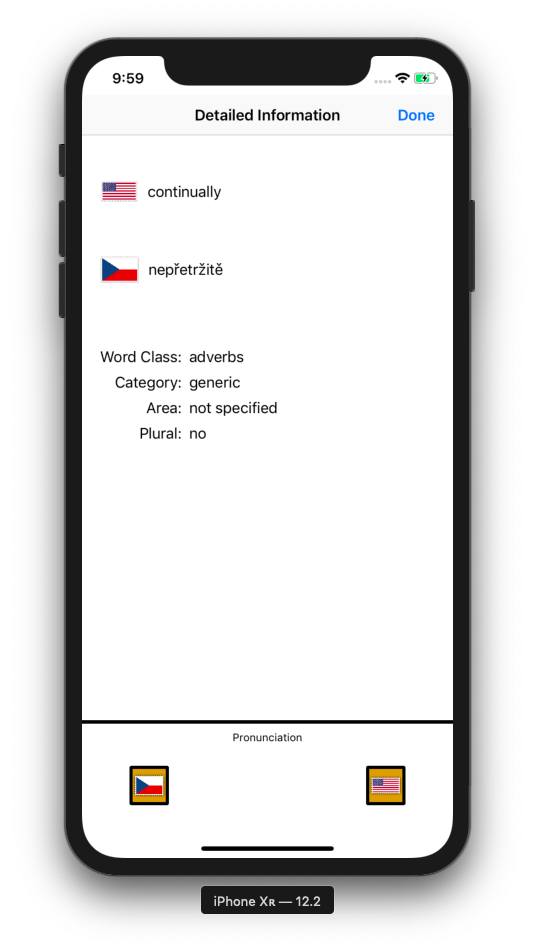 9:59
Detailed Information
Done
continually
nepřetržitě
Word Class: adverbs
Category: generic
Area: not specified
Plural: no
Pronunciation
iPhone Xʀ — 12.2